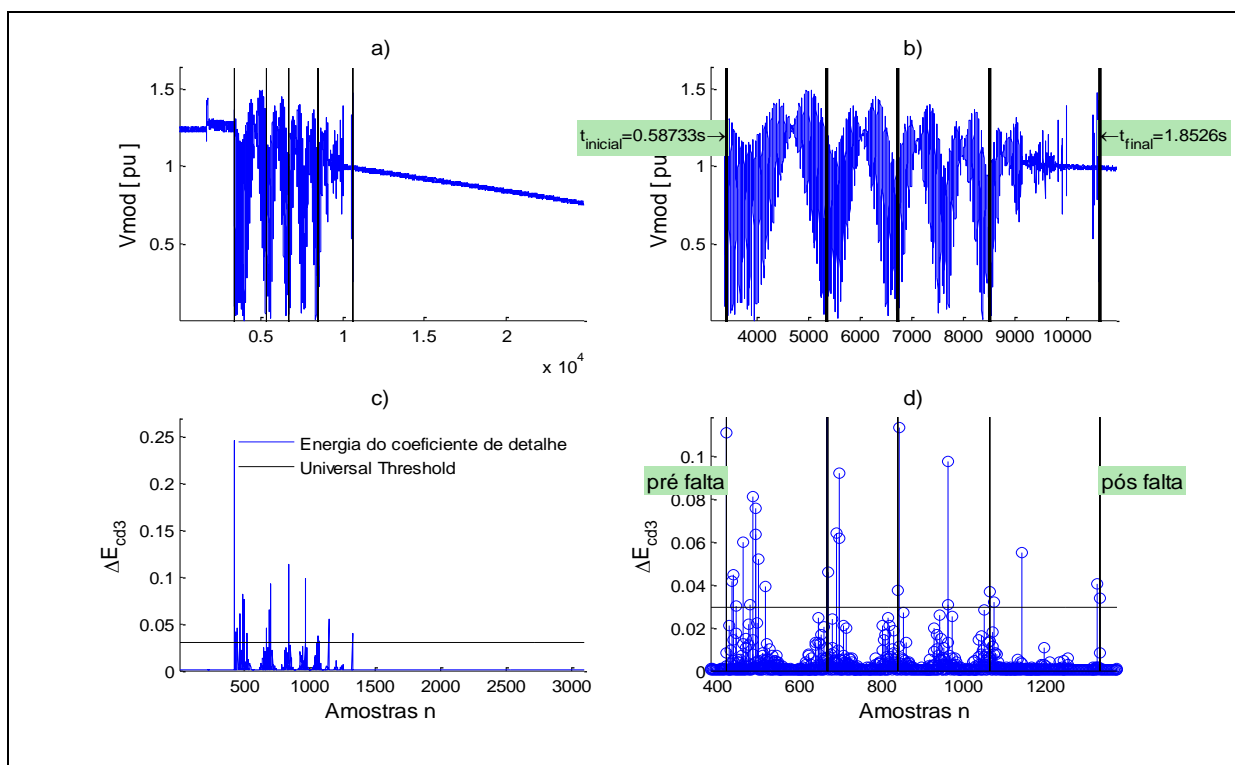 a)
Vmod [ pu ]
1.5
1
0.5
0.5 1 1.5 2
x 10^4
b)
Vmod [ pu ]
1.5
1
0.5
t_inicial=0.58733s→
←t_final=1.8526s
4000 5000 6000 7000 8000 9000 10000
c)
ΔE_cd3
0.25
0.2
0.15
0.1
0.05
0
Energia do coeficiente de detalhe
Universal Threshold
500 1000 1500 2000 2500 3000
Amostras n
d)
ΔE_cd3
0.1
0.08
0.06
0.04
0.02
0
pré falta
pós falta
400 600 800 1000 1200
Amostras n